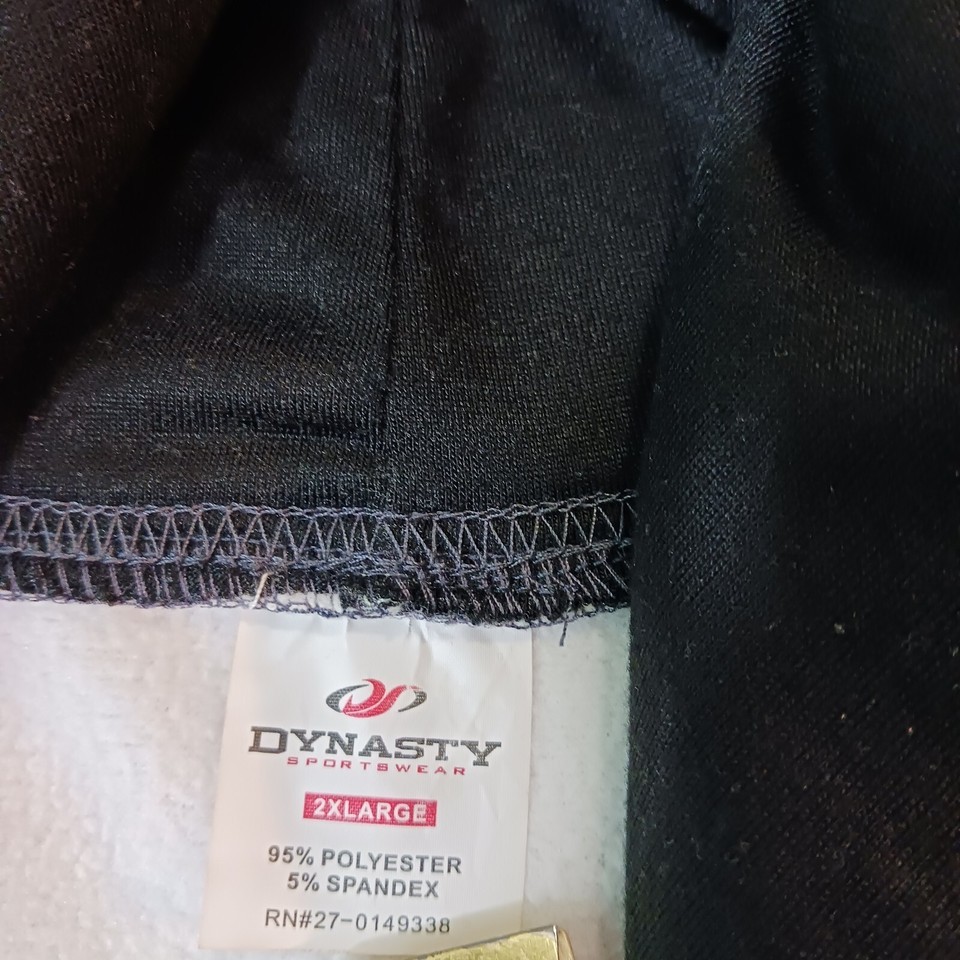 DYNASTY
SPORTSWEAR
2XLARGE
95% POLYESTER
5% SPANDEX
RN#27-0149338